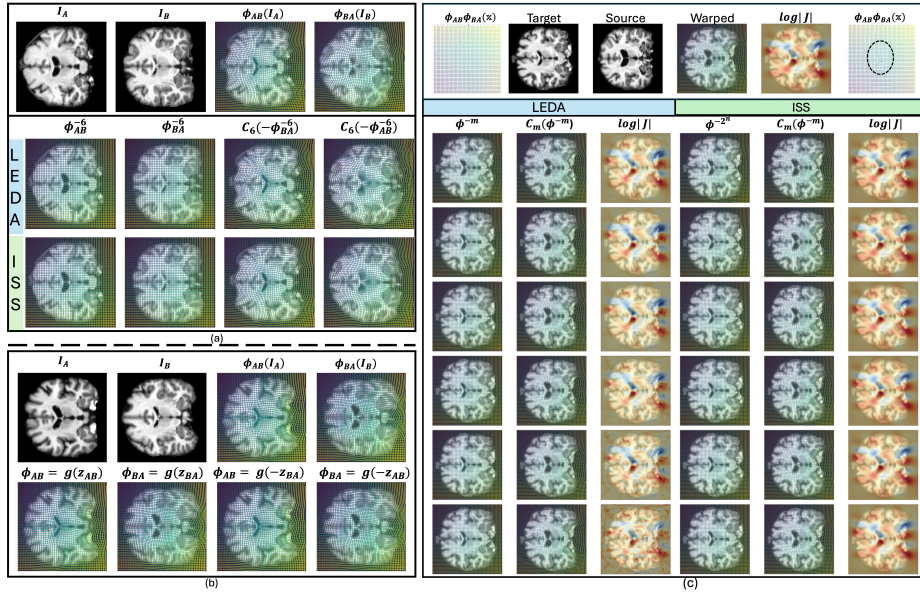 I_A I_B ϕ_AB(I_A) ϕ_BA(I_B)
ϕ_AB^-6 ϕ_BA^-6 C_6(-ϕ_BA^-6) C_6(-ϕ_AB^-6)
L
E
D
A
I
S
S
(a)
I_A I_B ϕ_AB(I_A) ϕ_BA(I_B)
ϕ_AB = g(z_AB) ϕ_BA = g(z_BA) ϕ_AB = g(-z_BA) ϕ_BA = g(-z_AB)
(b)
ϕ_ABϕ_BA(x) Target Source Warped log|J| ϕ_ABϕ_BA(x)
LEDA ISS
ϕ^-m C_m(ϕ^-m) log|J| ϕ^-2^n C_m(ϕ^-m) log|J|
(c)